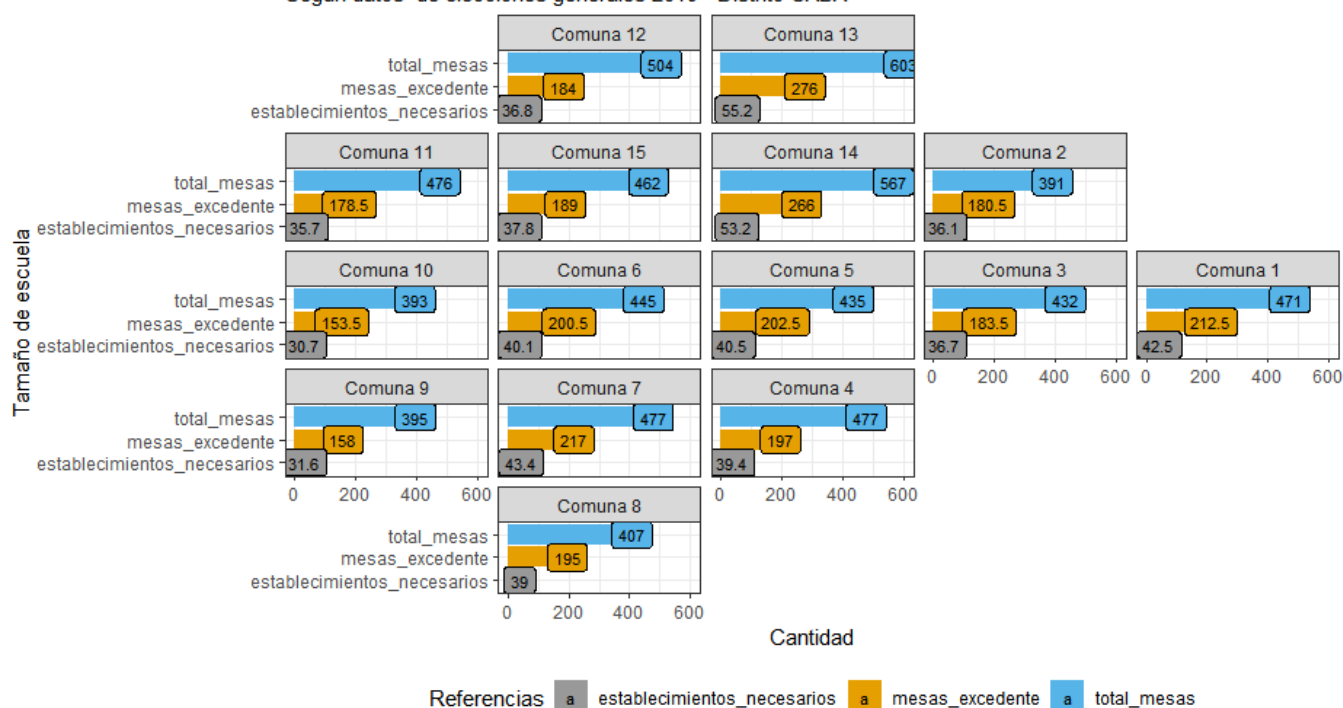 Comuna 12 Comuna 13
total_mesas 504 603
mesas_excedente 184 276
establecimientos_necesarios 36.8 55.2
Comuna 11 Comuna 15 Comuna 14 Comuna 2
total_mesas 476 462 567 391
mesas_excedente 178.5 189 266 180.5
establecimientos_necesarios 35.7 37.8 53.2 36.1
Tamaño de escuela
Comuna 10 Comuna 6 Comuna 5 Comuna 3 Comuna 1
total_mesas 393 445 435 432 471
mesas_excedente 153.5 200.5 202.5 183.5 212.5
establecimientos_necesarios 30.7 40.1 40.5 36.7 42.5
0 200 400 600 0 200 400 600
Comuna 9 Comuna 7 Comuna 4
total_mesas 395 477 477
mesas_excedente 158 217 197
establecimientos_necesarios 31.6 43.4 39.4
0 200 400 600 0 200 400 600
Comuna 8
total_mesas 407
mesas_excedente 195
establecimientos_necesarios 39
0 200 400 600
Cantidad
Referencias a establecimientos_necesarios a mesas_excedente a total_mesas